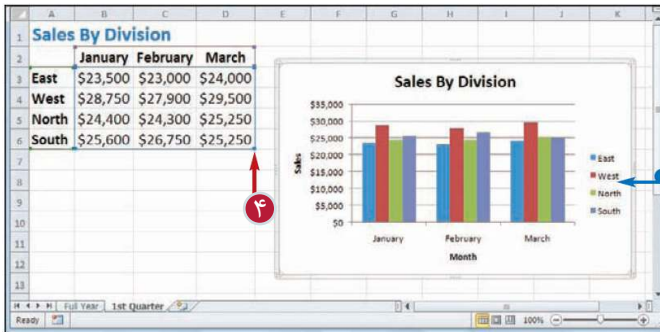 A B C D E F G H I J K
1 Sales By Division
2 January February March
3 East $23,500 $23,000 $24,000
4 West $28,750 $27,900 $29,500
5 North $24,400 $24,300 $25,250
6 South $25,600 $26,750 $25,250
7
8
9
10
11
12
13
۴
Sales By Division
$35,000
$30,000
$25,000
$20,000
$15,000
$10,000
$5,000
$0
Sales
January February March
Month
East
West
North
South
Full Year 1st Quarter
Ready 100%